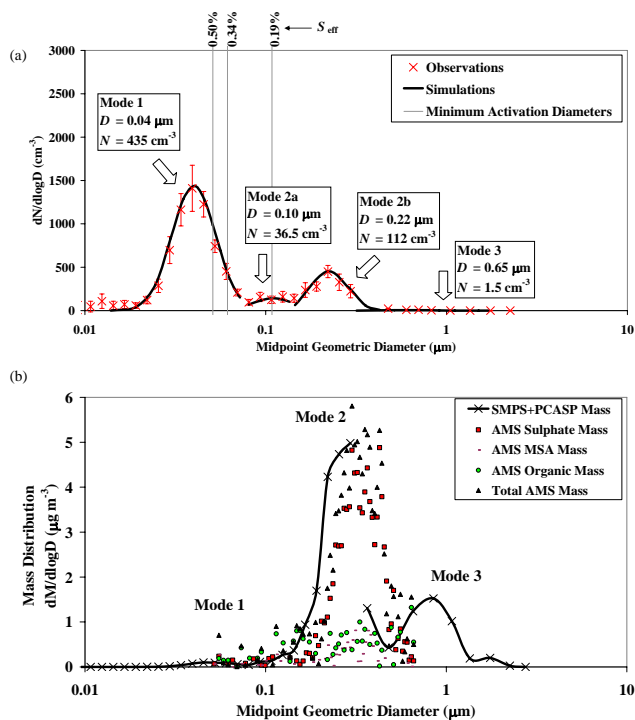 0.50%
0.34%
0.19%
← S eff
(a)
3000
2500
2000
1500
1000
500
0
dN/dlogD (cm-3)
Observations
Simulations
Minimum Activation Diameters
Mode 1
D = 0.04 µm
N = 435 cm-3
Mode 2a
D = 0.10 µm
N = 36.5 cm-3
Mode 2b
D = 0.22 µm
N = 112 cm-3
Mode 3
D = 0.65 µm
N = 1.5 cm-3
0.01 0.1 1 10
Midpoint Geometric Diameter (µm)
(b)
6
5
4
3
2
1
0
Mass Distribution
dM/dlogD (µg m-3)
Mode 2
SMPS+PCASP Mass
AMS Sulphate Mass
AMS MSA Mass
AMS Organic Mass
Total AMS Mass
Mode 1
Mode 3
0.01 0.1 1 10
Midpoint Geometric Diameter (µm)